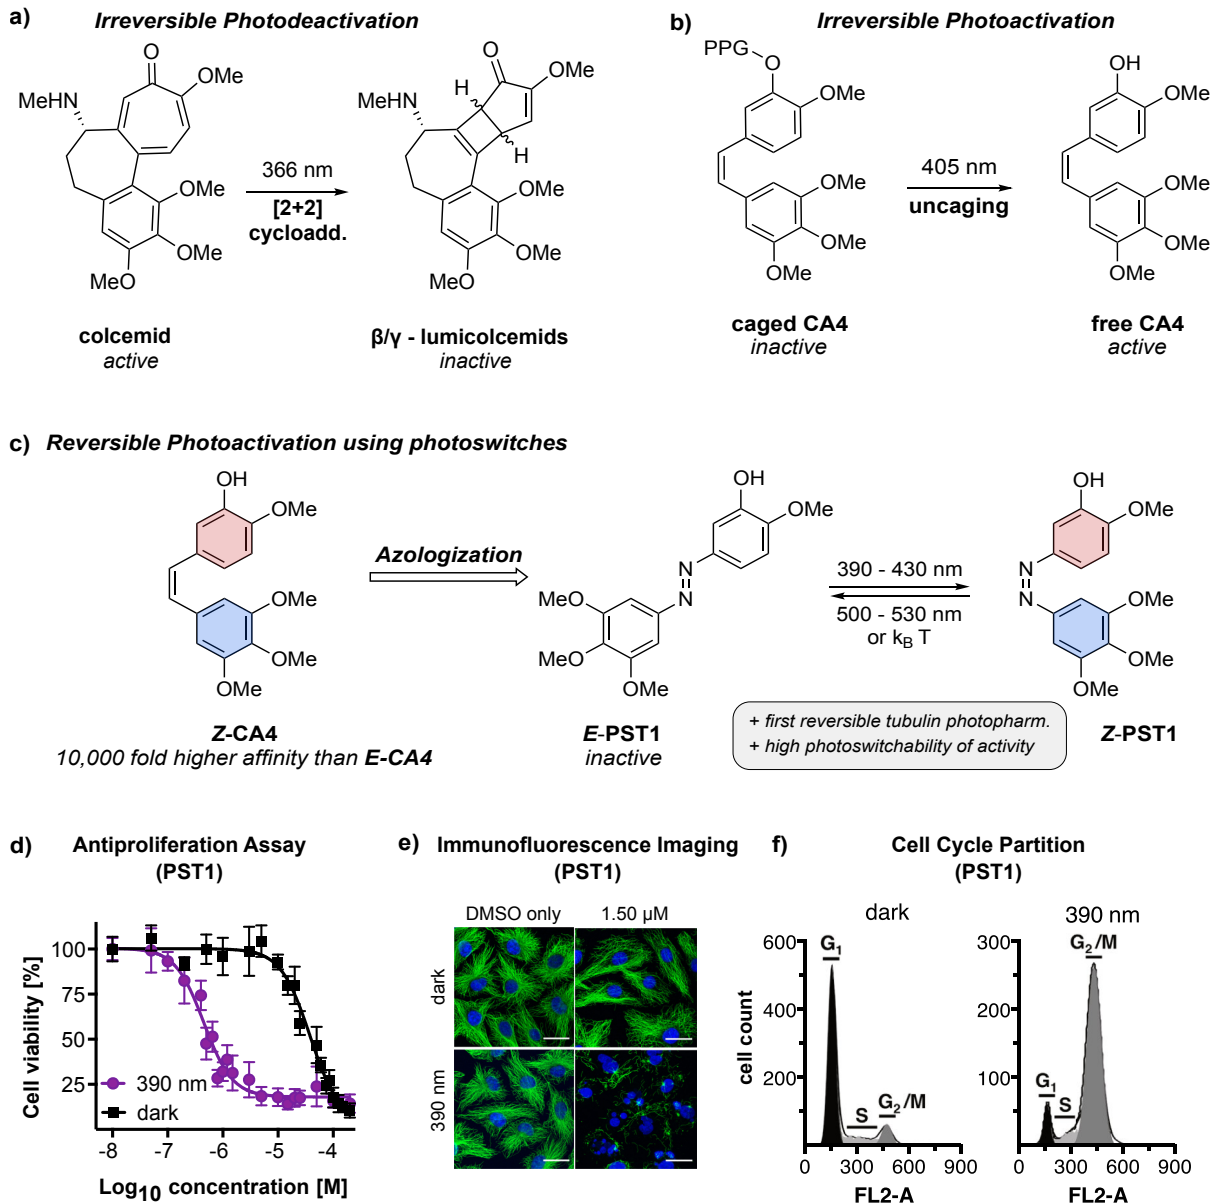 a) Irreversible Photodeactivation
O
OMe
MeHN
OMe
OMe
MeO
366 nm
[2+2]
cycloadd.
O
OMe
H
MeHN
H
OMe
OMe
MeO
colcemid
active
β/γ - lumicolcemids
inactive
b) Irreversible Photoactivation
PPG
O
OMe
OMe
OMe
OMe
405 nm
uncaging
OH
OMe
OMe
OMe
OMe
caged CA4
inactive
free CA4
active
c) Reversible Photoactivation using photoswitches
OH
OMe
OMe
OMe
OMe
Azologization
OH
OMe
N
N
MeO
MeO
OMe
390 - 430 nm
500 - 530 nm
or kB T
OH
OMe
N
N
OMe
OMe
OMe
Z-CA4
10,000 fold higher affinity than E-CA4
E-PST1
inactive
+ first reversible tubulin photopharm.
+ high photoswitchability of activity
Z-PST1
d) Antiproliferation Assay
(PST1)
Cell viability [%]
100
75
50
25
390 nm
dark
-8 -7 -6 -5 -4
Log10 concentration [M]
e) Immunofluorescence Imaging
(PST1)
DMSO only 1.50 µM
dark
390 nm
f) Cell Cycle Partition
(PST1)
dark
cell count
600
400
200
0
G1
S
G2/M
0 300 600 900
FL2-A
390 nm
300
200
100
0
G1
S
G2/M
0 300 600 900
FL2-A